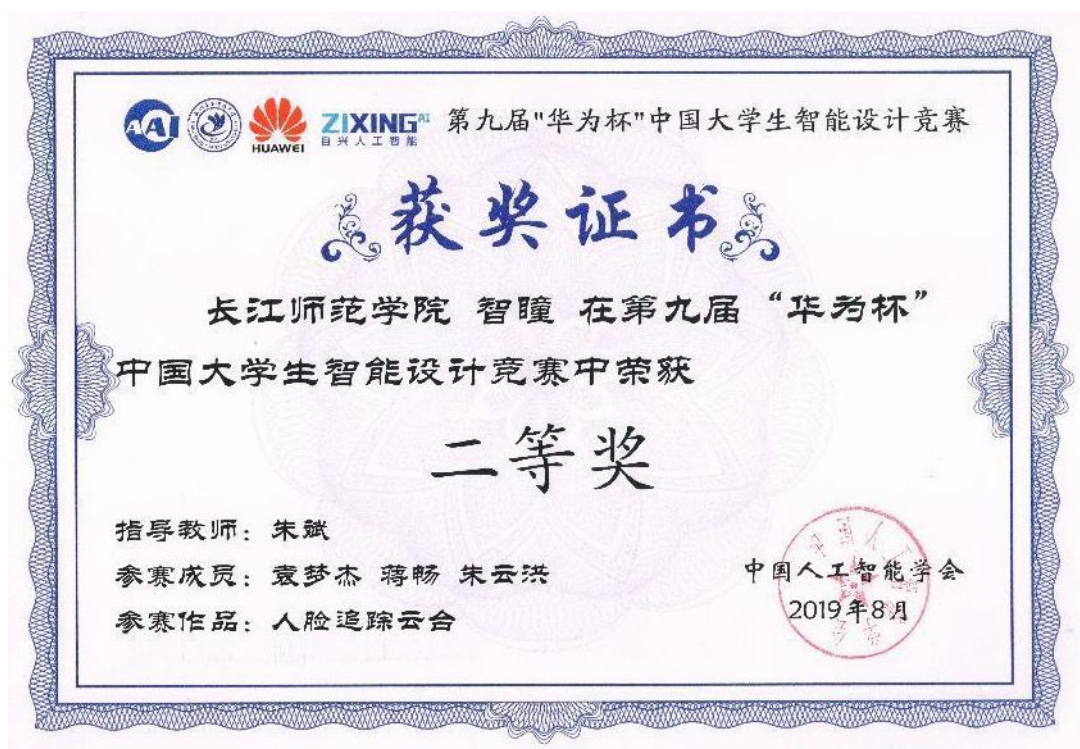 AAI
HUAWEI
ZIXING AI
自兴人工智能
第九届"华为杯"中国大学生智能设计竞赛
获奖证书
长江师范学院 智瞳 在第九届“华为杯”
中国大学生智能设计竞赛中荣获
二等奖
指导教师：朱斌
参赛成员：袁梦杰 蒋畅 朱云洪
参赛作品：人脸追踪云台
中国人工智能学会
2019年8月